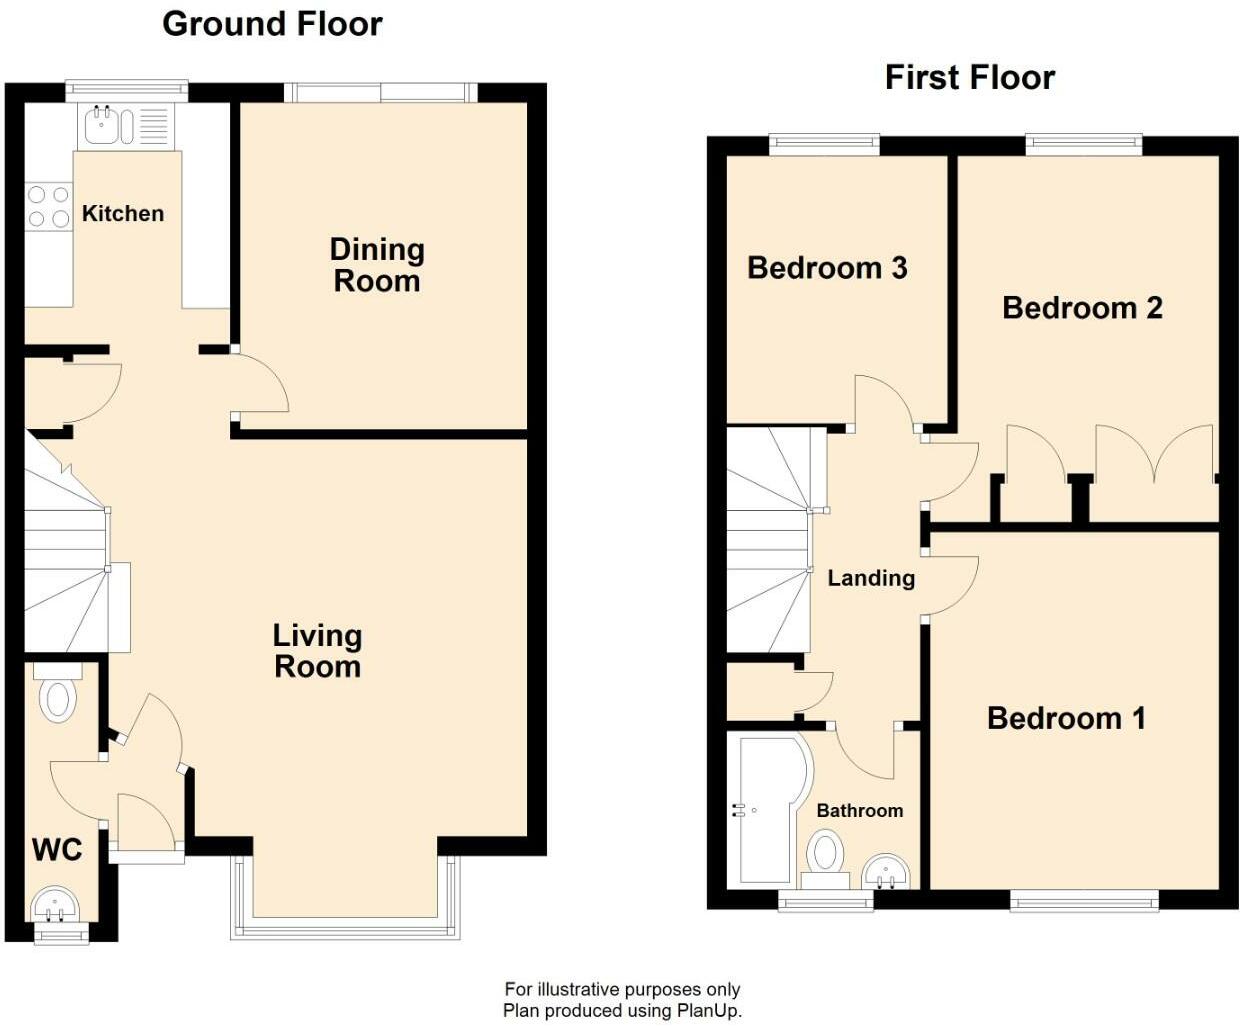 Ground Floor
Kitchen
Dining
Room
Living
Room
WC
First Floor
Bedroom 3
Bedroom 2
Landing
Bedroom 1
Bathroom
For illustrative purposes only
Plan produced using PlanUp.